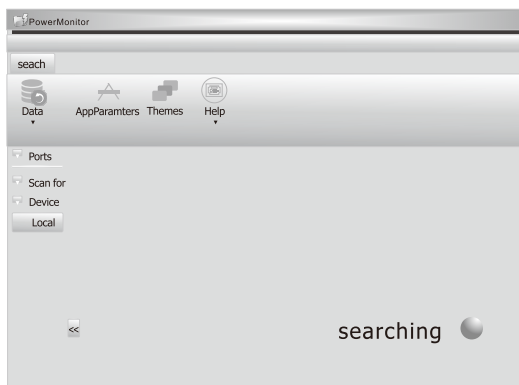 PowerMonitor
seach
Data AppParamters Themes Help
Ports
Scan for
Device
Local
<<
searching